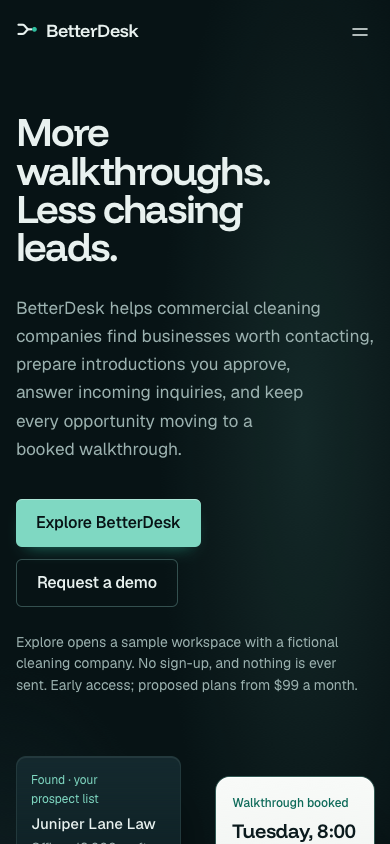 BetterDesk
More
walkthroughs.
Less chasing
leads.
BetterDesk helps commercial cleaning
companies find businesses worth contacting,
prepare introductions you approve,
answer incoming inquiries, and keep
every opportunity moving to a
booked walkthrough.
Explore BetterDesk
Request a demo
Explore opens a sample workspace with a fictional
cleaning company. No sign-up, and nothing is ever
sent. Early access; proposed plans from $99 a month.
Found · your
prospect list
Juniper Lane Law
Walkthrough booked
Tuesday, 8:00